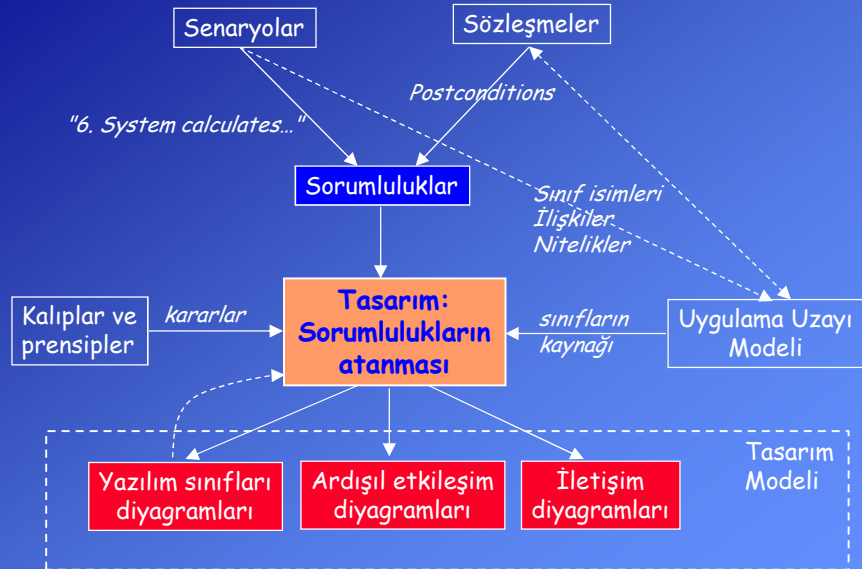 Senaryolar
Sözleşmeler
Postconditions
"6. System calculates…"
Sorumluluklar
Sınıf isimleri
İlişkiler
Nitelikler
Kalıplar ve
prensipler
kararlar
Tasarım:
Sorumlulukların
atanması
sınıfların
kaynağı
Uygulama Uzayı
Modeli
Tasarım
Modeli
Yazılım sınıfları
diyagramları
Ardışıl etkileşim
diyagramları
İletişim
diyagramları